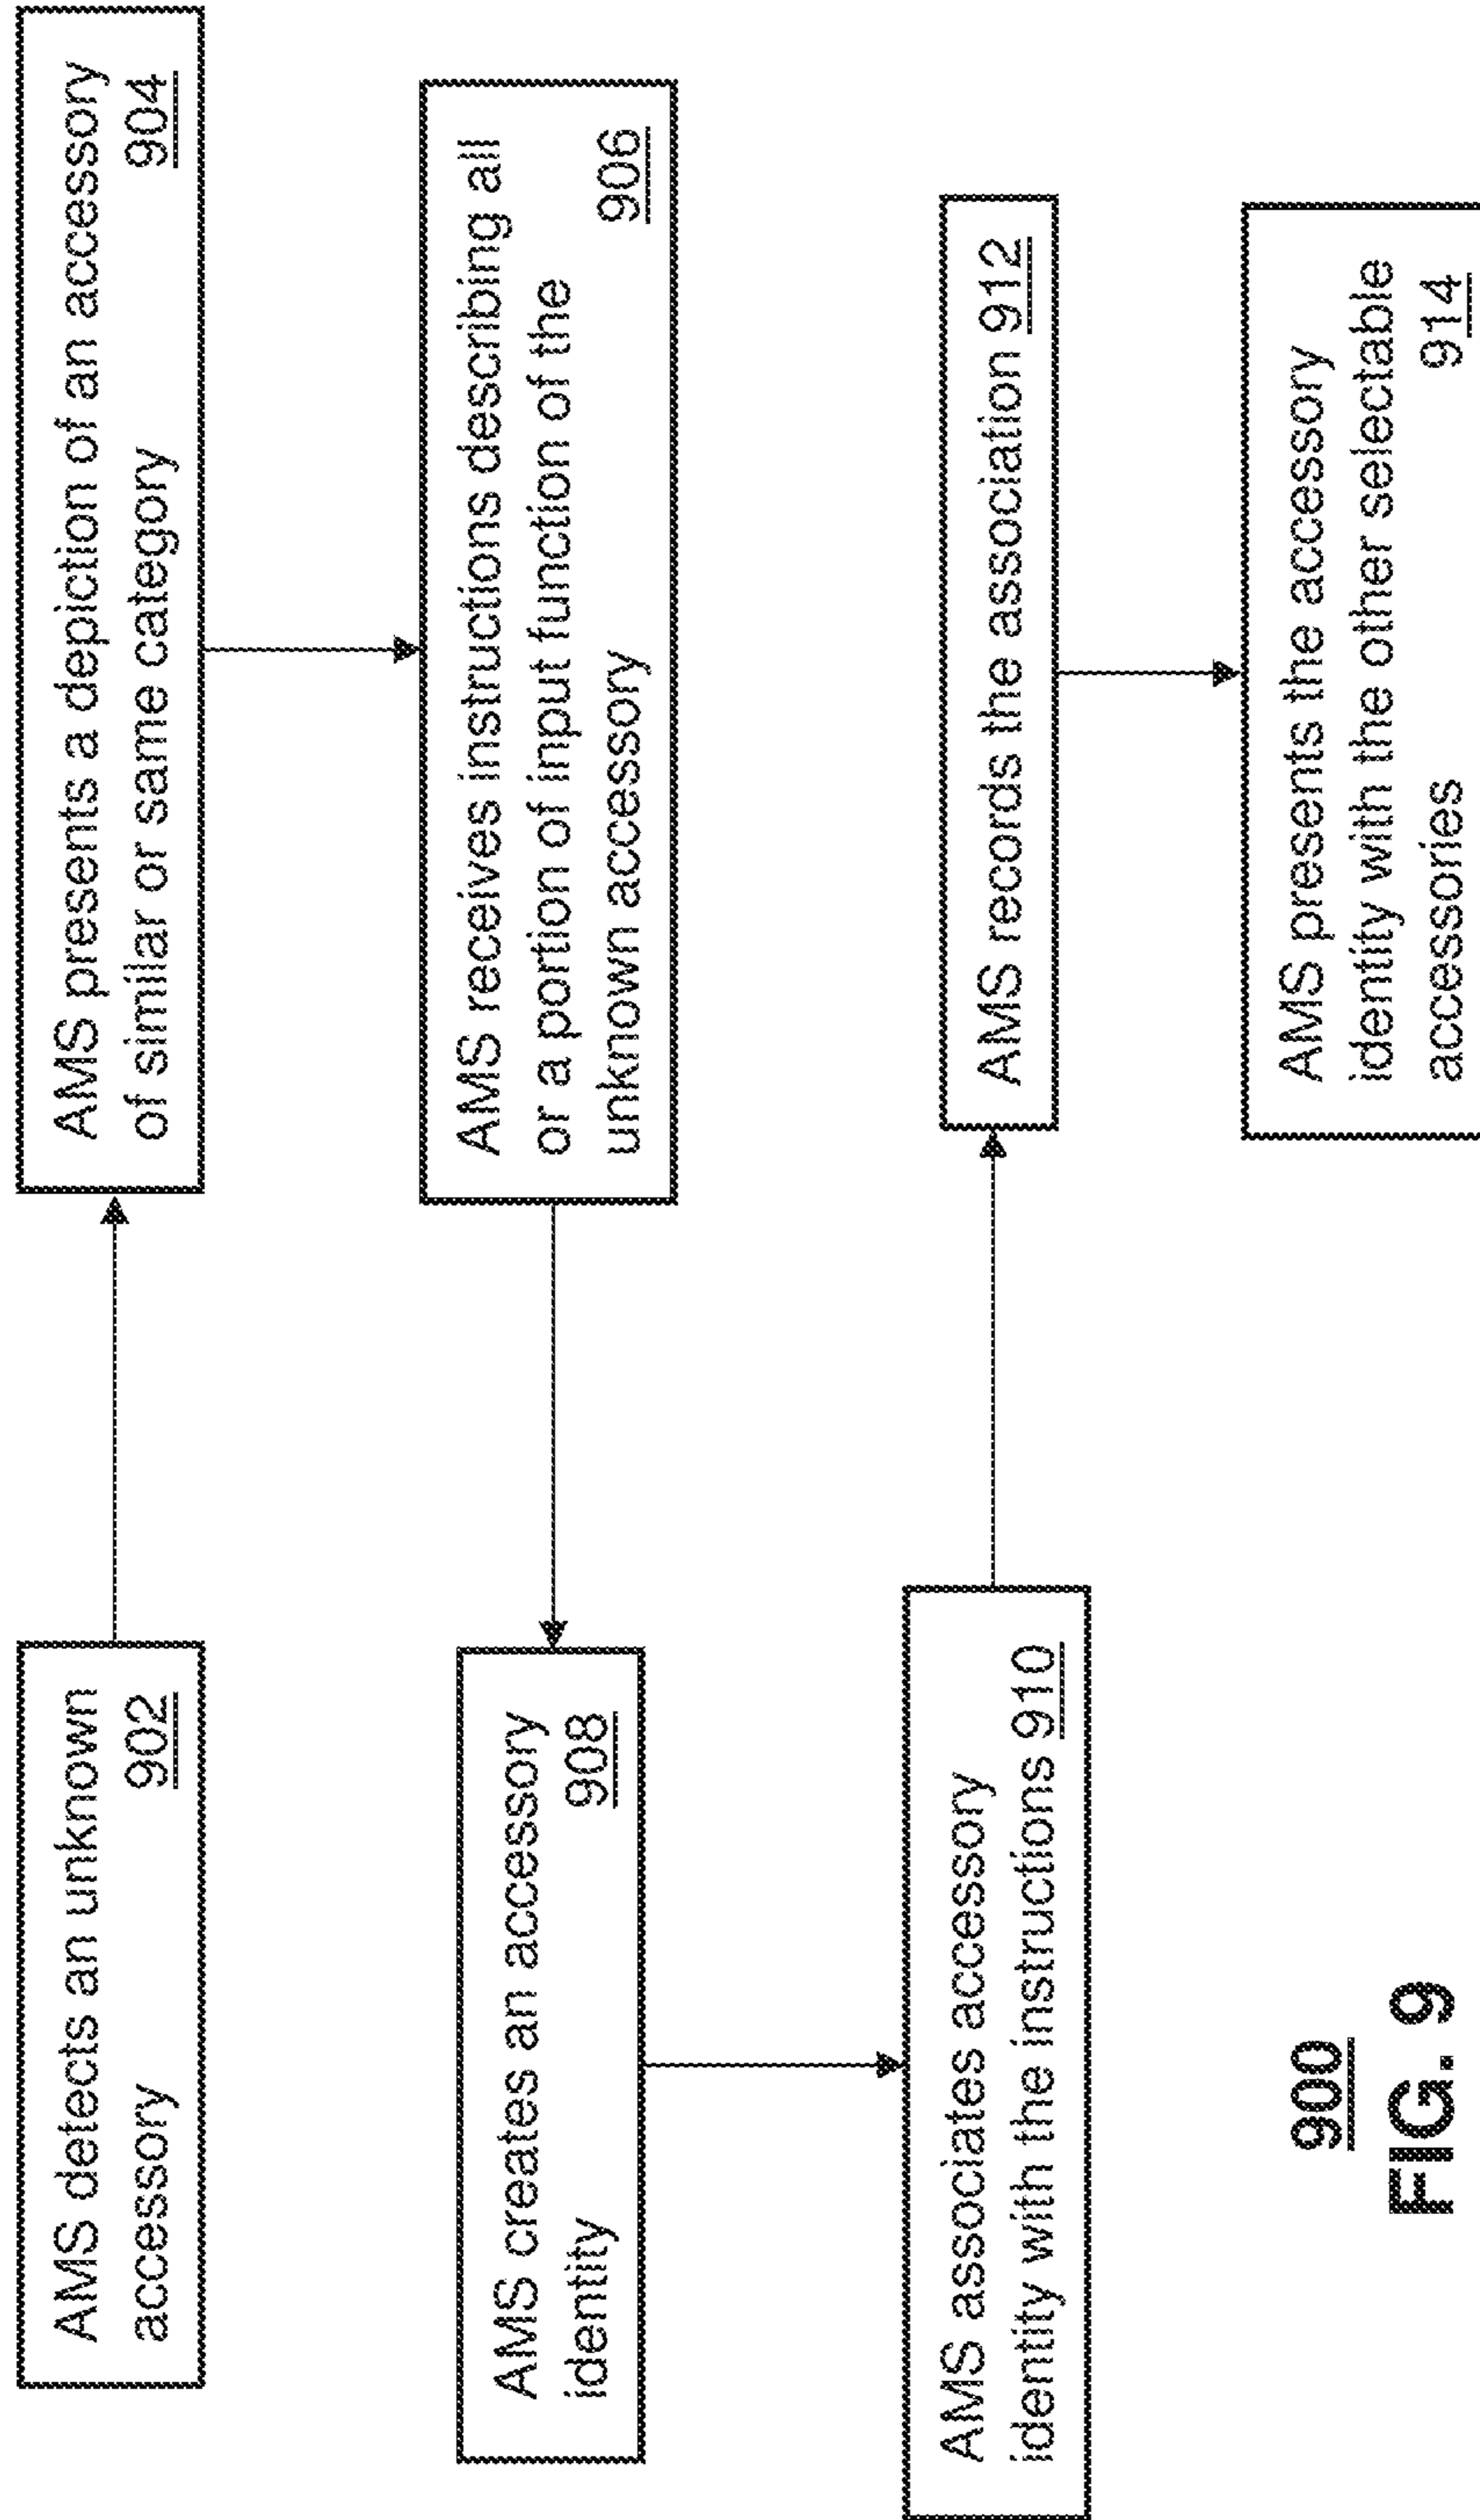 AMS detects an unknown
accessory 902
AMS presents a depiction of an accessory
of similar or same category 904
AMS receives instructions describing all
or a portion of input function of the
unknown accessory 906
AMS creates an accessory
identity 908
AMS associates accessory
identity with the instructions 910
AMS records the association 912
AMS presents the accessory
identity with the other selectable
accessories 914
900
FIG. 9